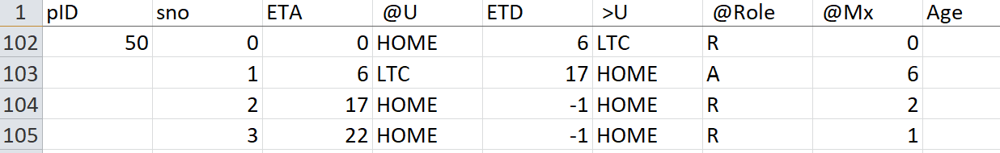 1 pID sno ETA @U ETD >U @Role @Mx Age
102 50 0 0 HOME 6 LTC R 0
103 1 6 LTC 17 HOME A 6
104 2 17 HOME -1 HOME R 2
105 3 22 HOME -1 HOME R 1